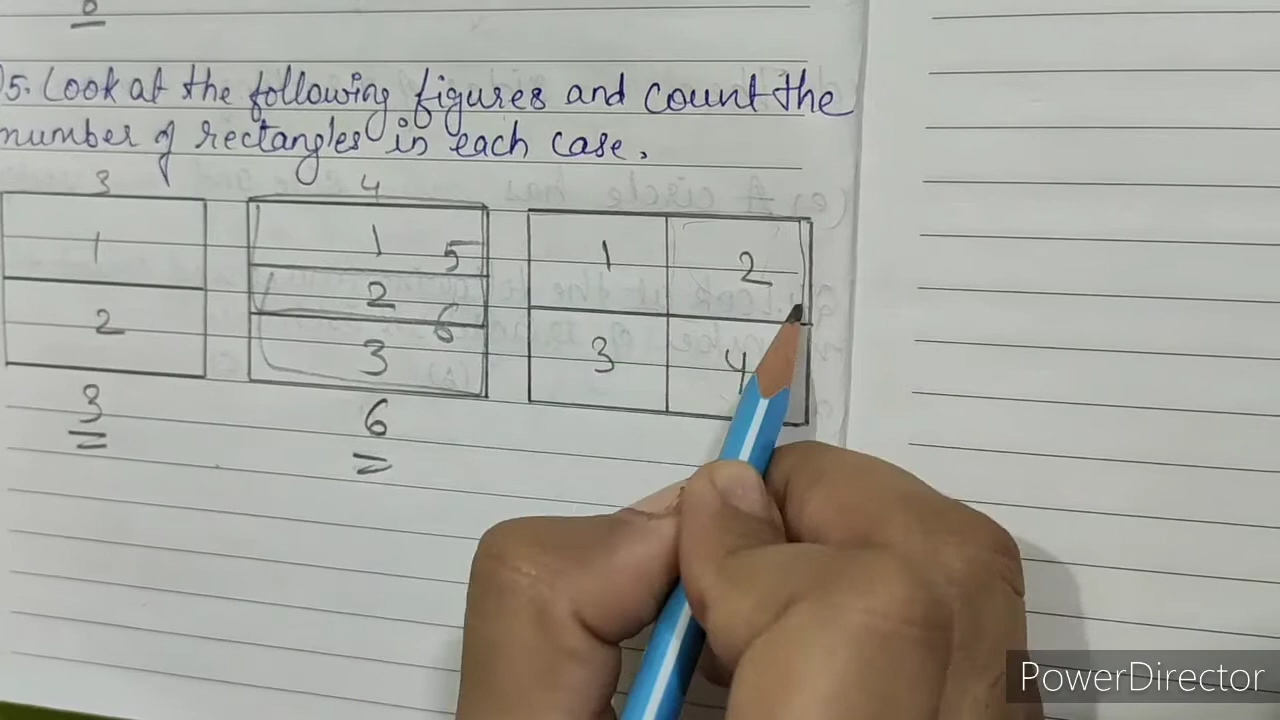 6
5. Look at the following figures and count the
number of rectangles in each case.
3 4
1 1 5 1 2
2 2 6
3 3 4
3 6
PowerDirector